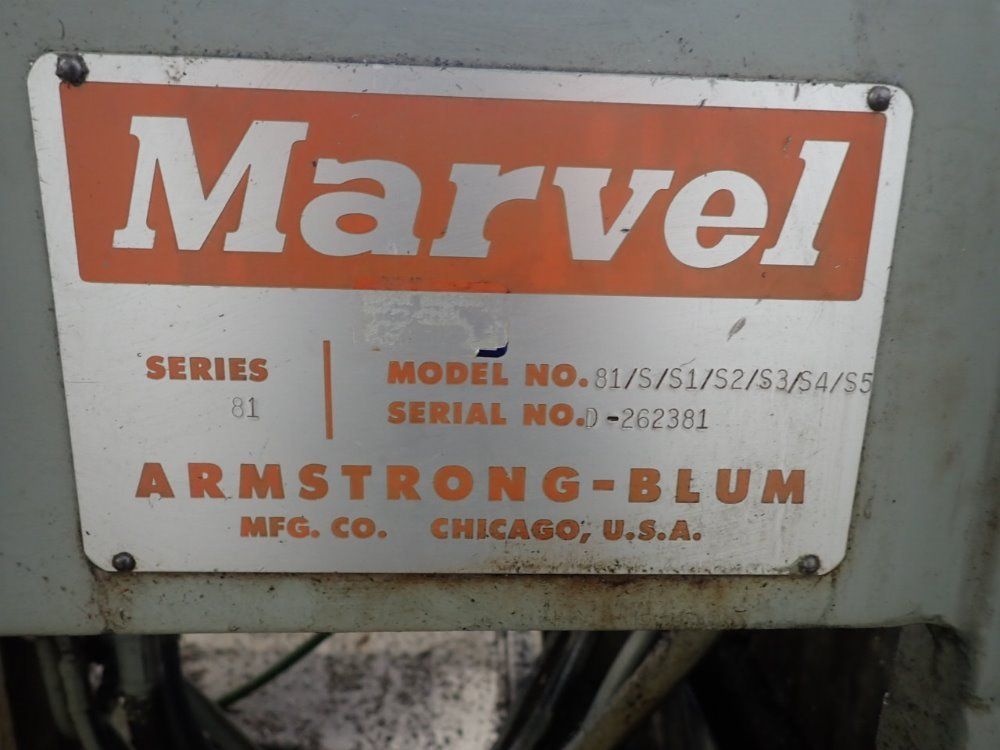 Marvel
SERIES
81
MODEL NO. 81/S/S1/S2/S3/S4/S5
SERIAL NO. D-262381
ARMSTRONG-BLUM
MFG. CO. CHICAGO, U.S.A.